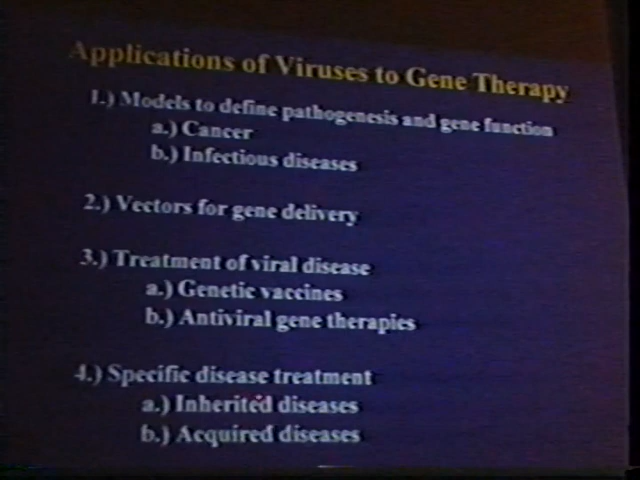 Applications of Viruses to Gene Therapy
1.) Models to define pathogenesis and gene function
a.) Cancer
b.) Infectious diseases
2.) Vectors for gene delivery
3.) Treatment of viral disease
a.) Genetic vaccines
b.) Antiviral gene therapies
4.) Specific disease treatment
a.) Inherited diseases
b.) Acquired diseases